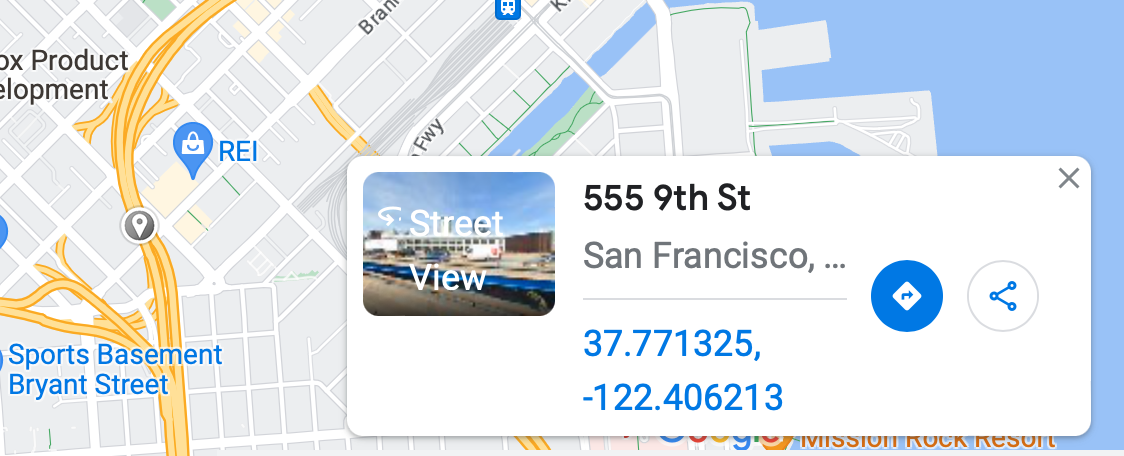 Bran
K
ox Product
elopment
REI
Fwy
Street
View
555 9th St
San Francisco, ...
37.771325,
-122.406213
Sports Basement
Bryant Street
Google
Mission Rock Resort